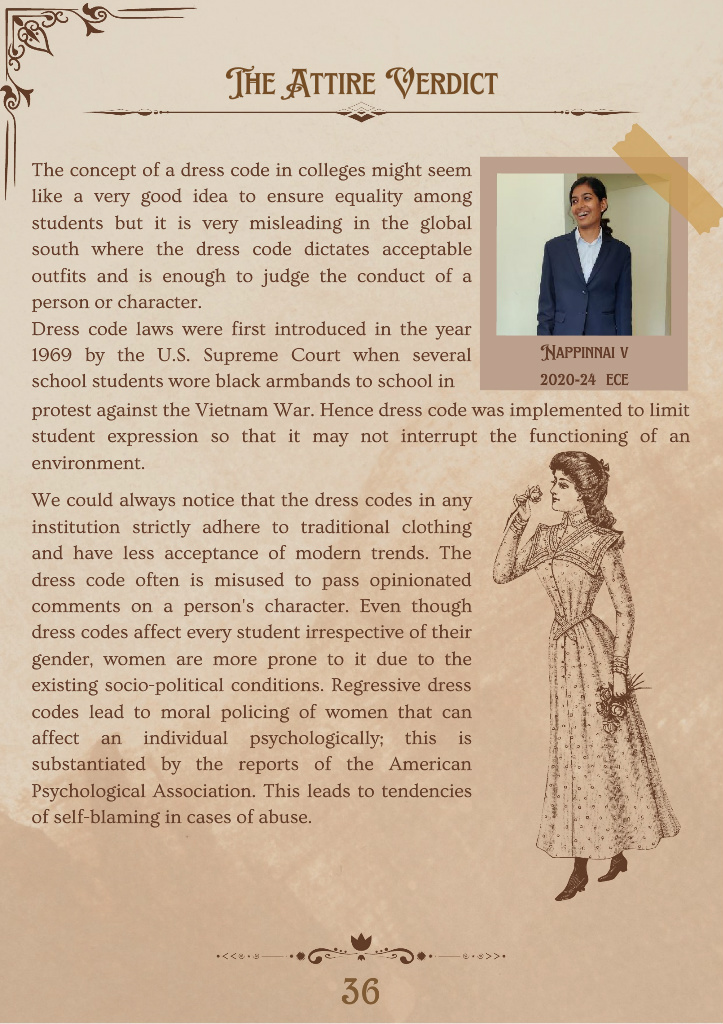 The Attire Verdict
The concept of a dress code in colleges might seem
like a very good idea to ensure equality among
students but it is very misleading in the global
south where the dress code dictates acceptable
outfits and is enough to judge the conduct of a
person or character.
Dress code laws were first introduced in the year
1969 by the U.S. Supreme Court when several
school students wore black armbands to school in
protest against the Vietnam War. Hence dress code was implemented to limit
student expression so that it may not interrupt the functioning of an
environment.
Nappinnai V
2020-24 ECE
We could always notice that the dress codes in any
institution strictly adhere to traditional clothing
and have less acceptance of modern trends. The
dress code often is misused to pass opinionated
comments on a person's character. Even though
dress codes affect every student irrespective of their
gender, women are more prone to it due to the
existing socio-political conditions. Regressive dress
codes lead to moral policing of women that can
affect an individual psychologically; this is
substantiated by the reports of the American
Psychological Association. This leads to tendencies
of self-blaming in cases of abuse.
36